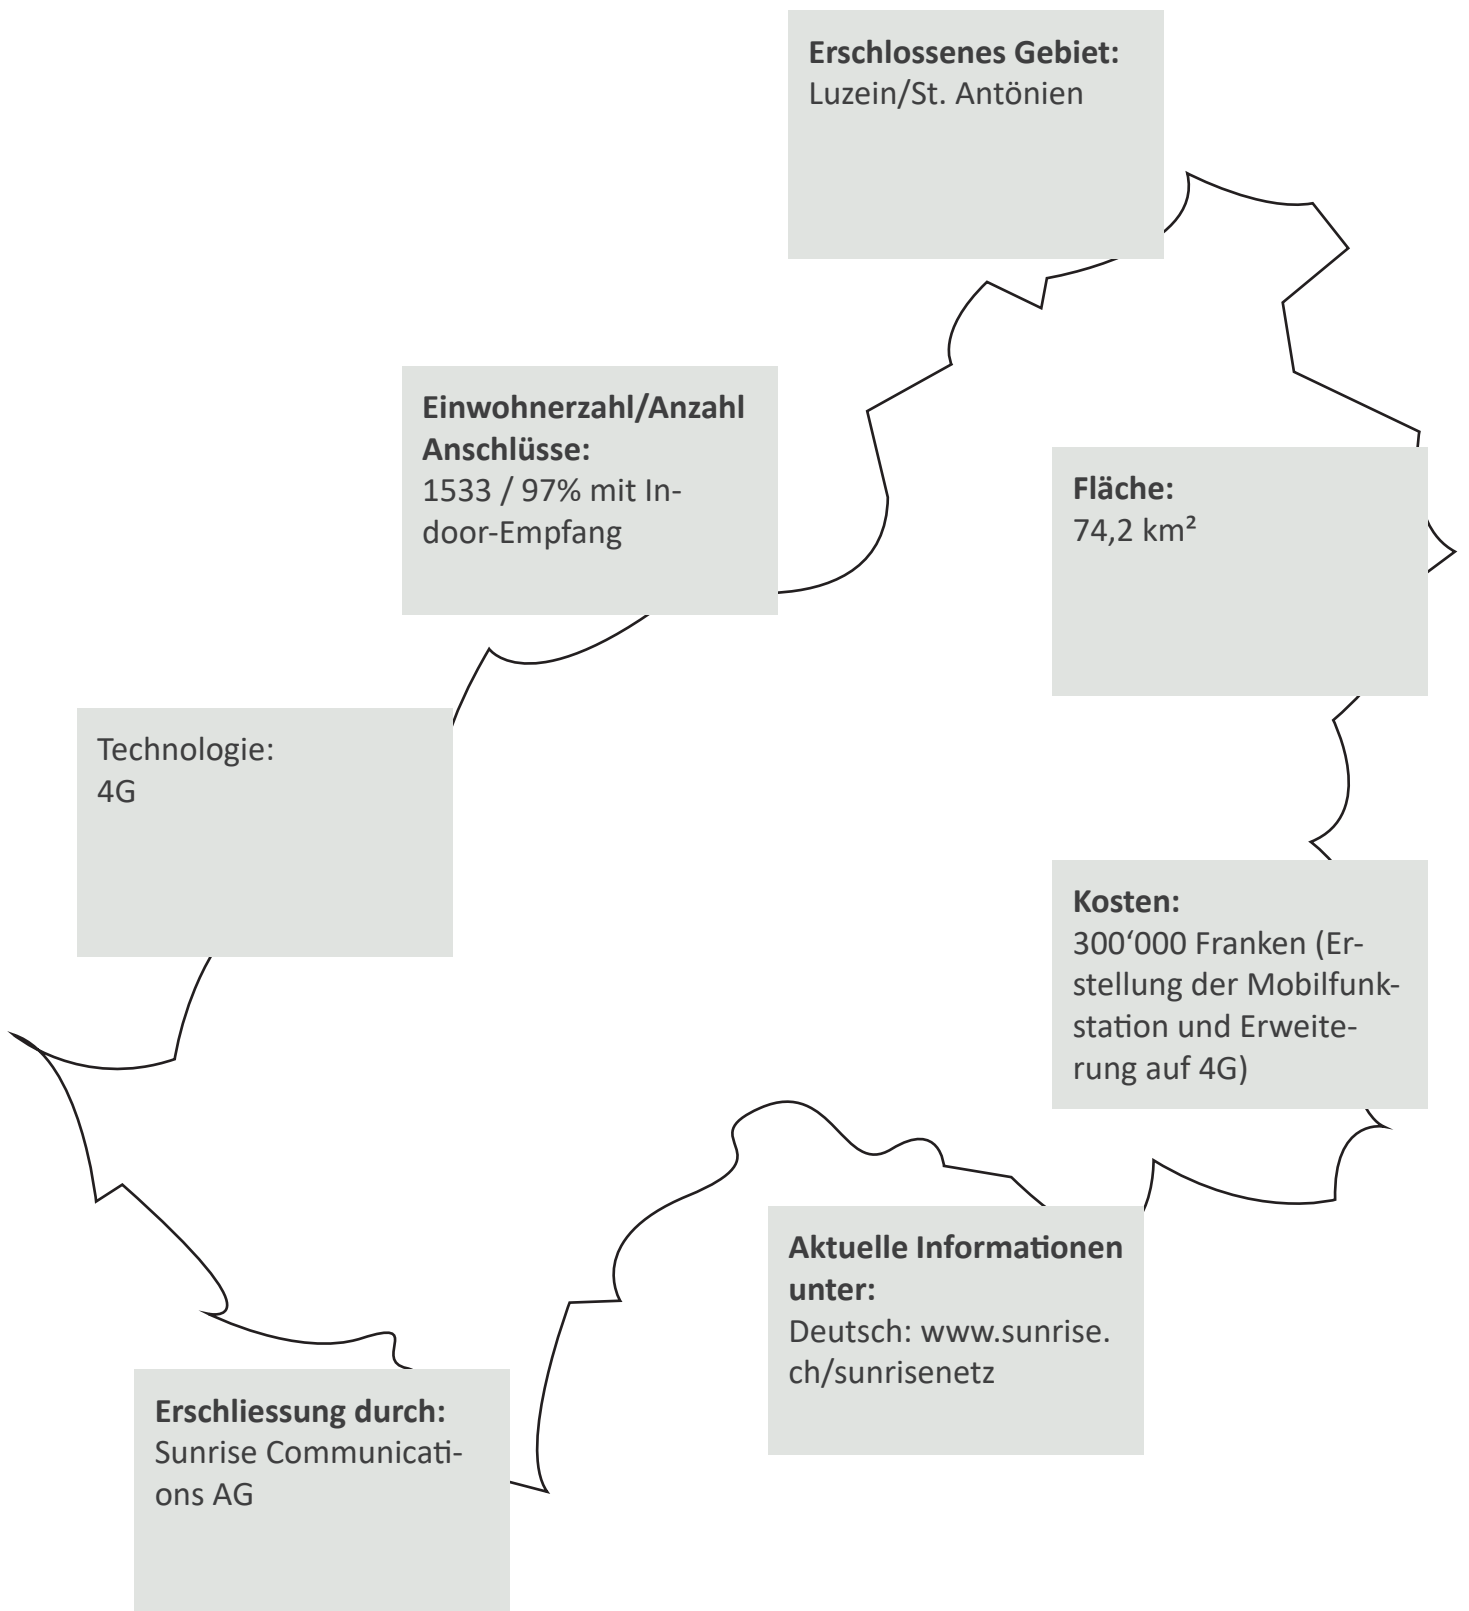 Erschlossenes Gebiet:
Luzein/St. Antönien
Einwohnerzahl/Anzahl
Anschlüsse:
1533 / 97% mit In-
door-Empfang
Fläche:
74,2 km²
Technologie:
4G
Kosten:
300‘000 Franken (Er-
stellung der Mobilfunk-
station und Erweite-
rung auf 4G)
Aktuelle Informationen
unter:
Deutsch: www.sunrise.
ch/sunrisenetz
Erschliessung durch:
Sunrise Communicati-
ons AG